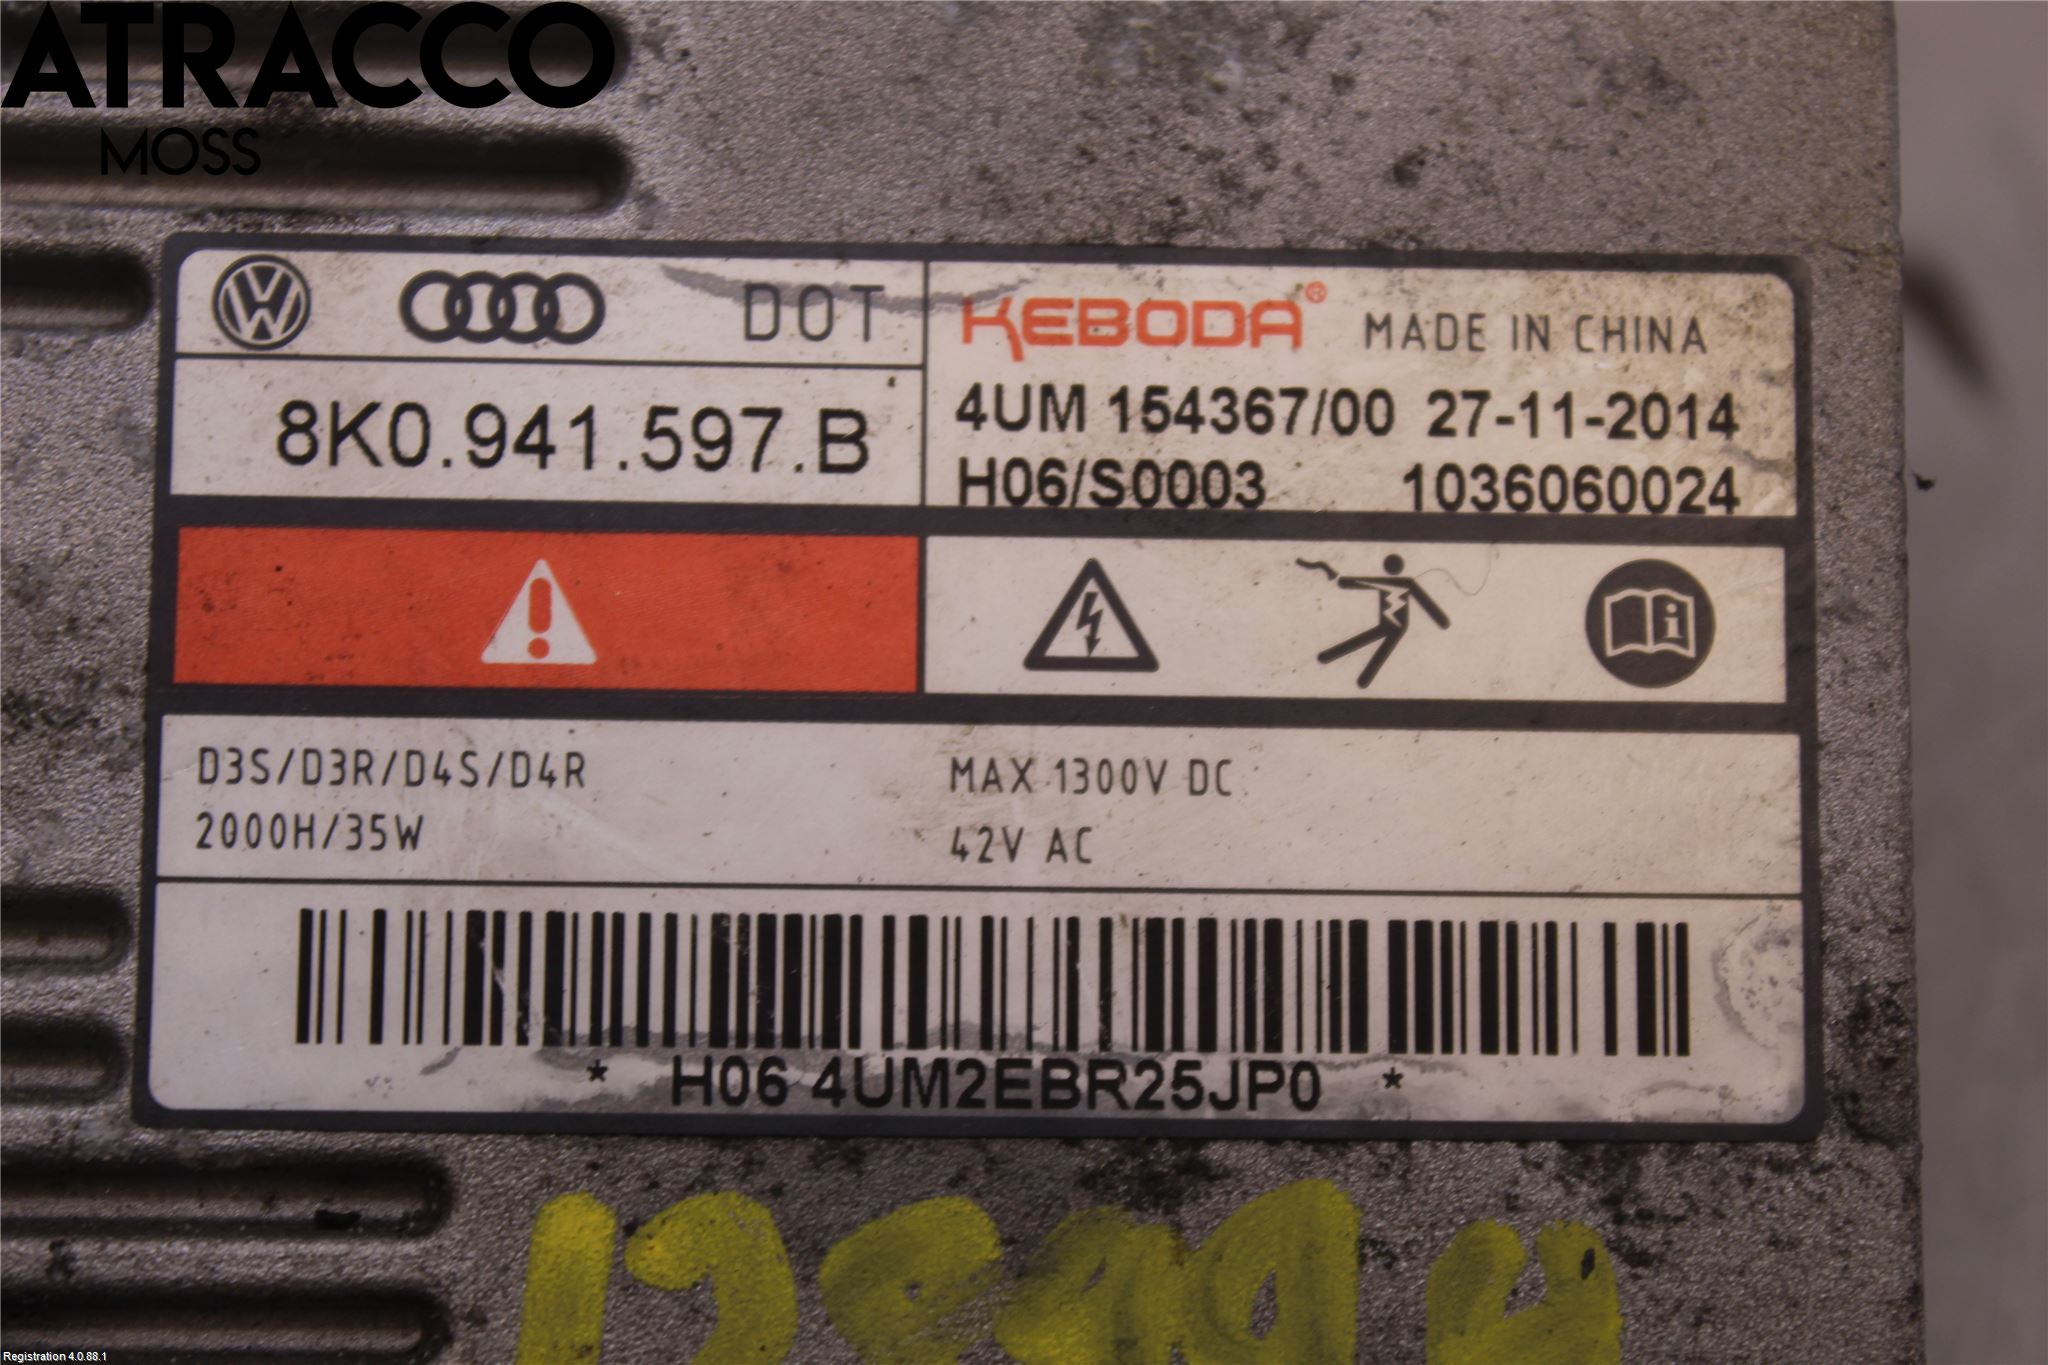 ATRACCO
MOSS
DOT
KEBODA® MADE IN CHINA
8K0.941.597.B
4UM 154367/00 27-11-2014
H06/S0003 1036060024
D3S/D3R/D4S/D4R
2000H/35W
MAX 1300V DC
42V AC
* H06 4UM2EBR25JP0 *
Registration 4.0.88.1